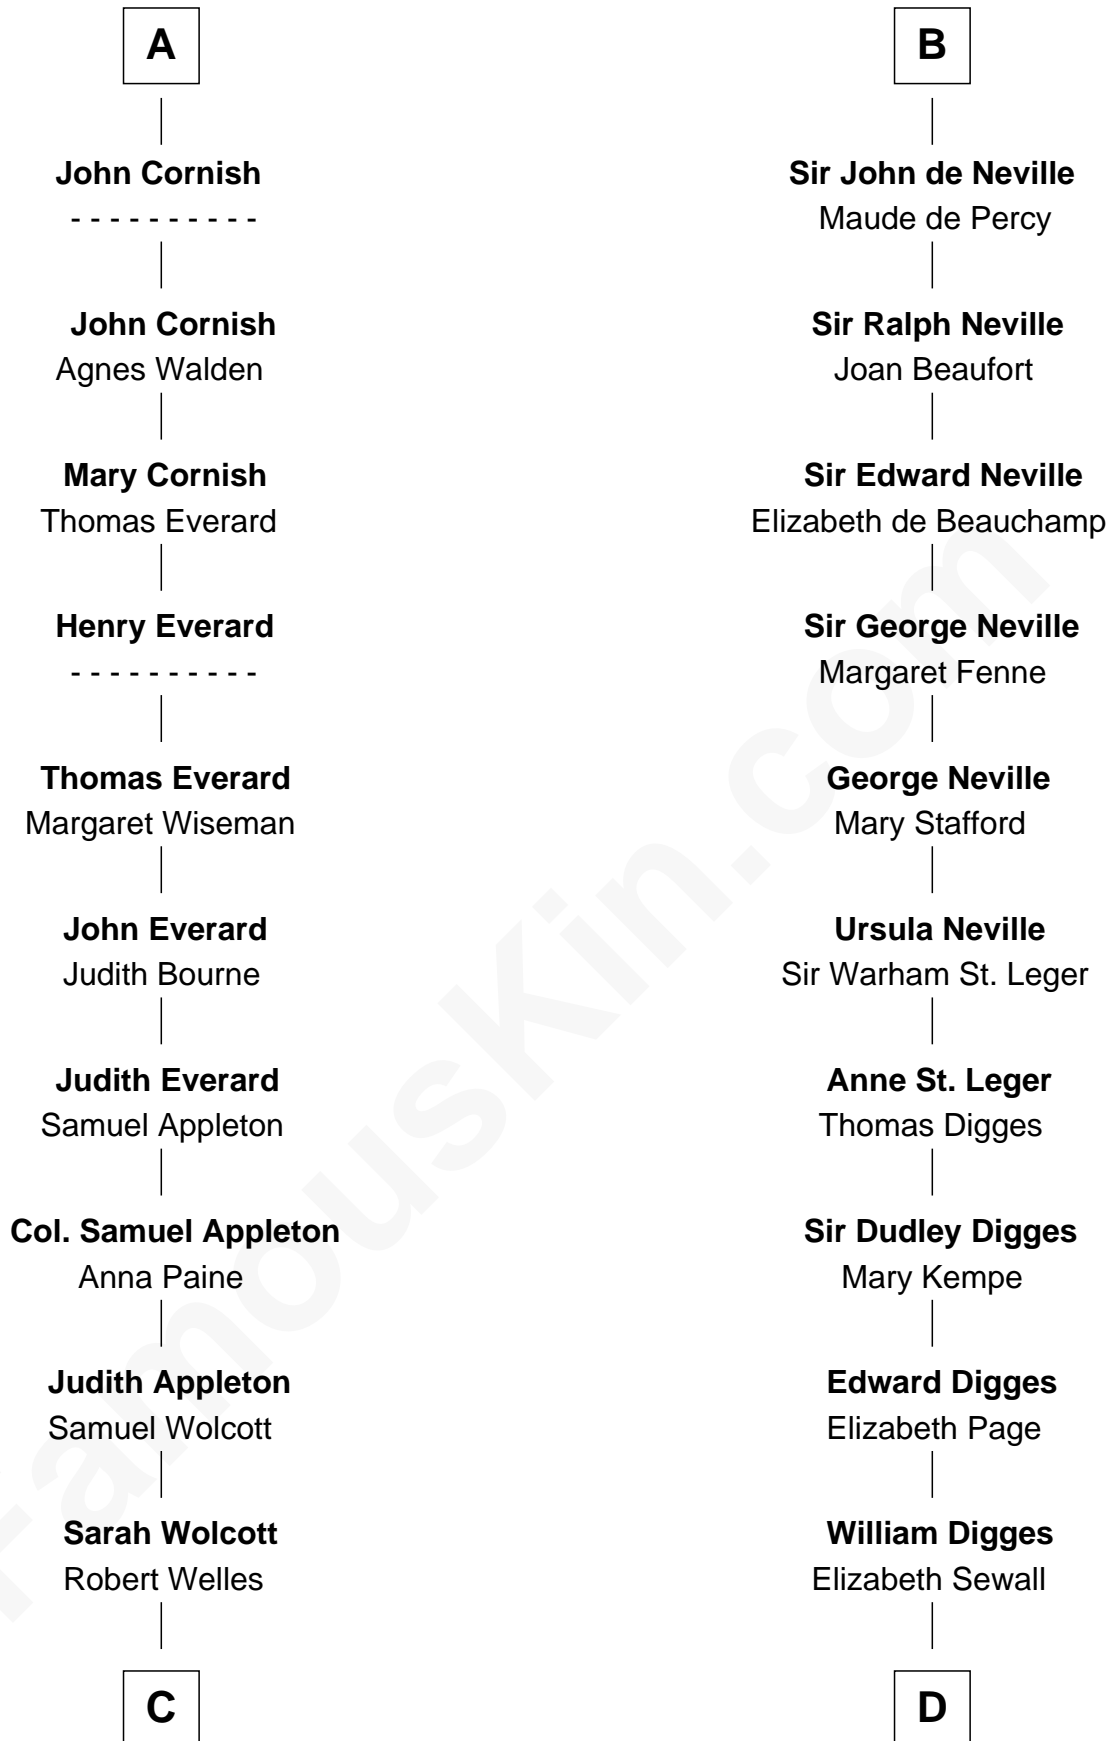 A
John Cornish
- - - - - - - - - -
John Cornish
Agnes Walden
Mary Cornish
Thomas Everard
Henry Everard
- - - - - - - - - -
Thomas Everard
Margaret Wiseman
John Everard
Judith Bourne
Judith Everard
Samuel Appleton
Col. Samuel Appleton
Anna Paine
Judith Appleton
Samuel Wolcott
Sarah Wolcott
Robert Welles
C
B
Sir John de Neville
Maude de Percy
Sir Ralph Neville
Joan Beaufort
Sir Edward Neville
Elizabeth de Beauchamp
Sir George Neville
Margaret Fenne
George Neville
Mary Stafford
Ursula Neville
Sir Warham St. Leger
Anne St. Leger
Thomas Digges
Sir Dudley Digges
Mary Kempe
Edward Digges
Elizabeth Page
William Digges
Elizabeth Sewall
D
FamousKin.com